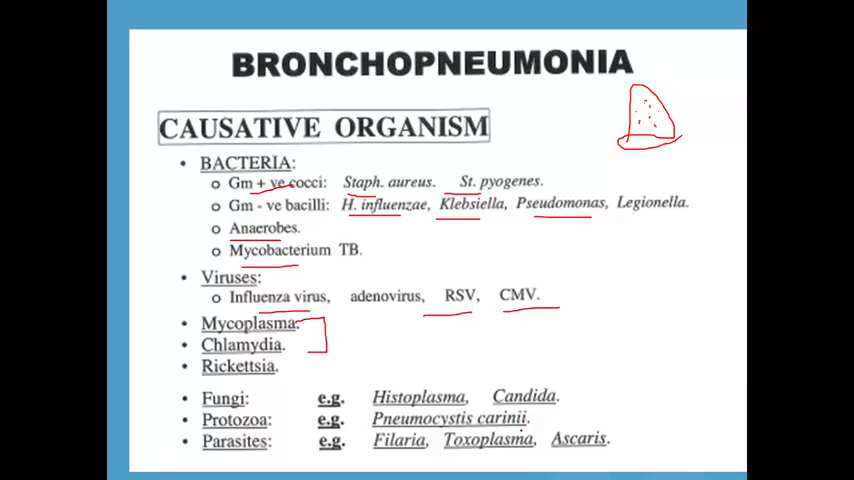 BRONCHOPNEUMONIA
CAUSATIVE ORGANISM
• BACTERIA:
o Gm + ve cocci: Staph. aureus. St. pyogenes.
o Gm - ve bacilli: H. influenzae, Klebsiella, Pseudomonas, Legionella.
o Anaerobes.
o Mycobacterium TB.
• Viruses:
o Influenza virus, adenovirus, RSV, CMV.
• Mycoplasma.
• Chlamydia.
• Rickettsia.
• Fungi: e.g. Histoplasma, Candida.
• Protozoa: e.g. Pneumocystis carinii.
• Parasites: e.g. Filaria, Toxoplasma, Ascaris.